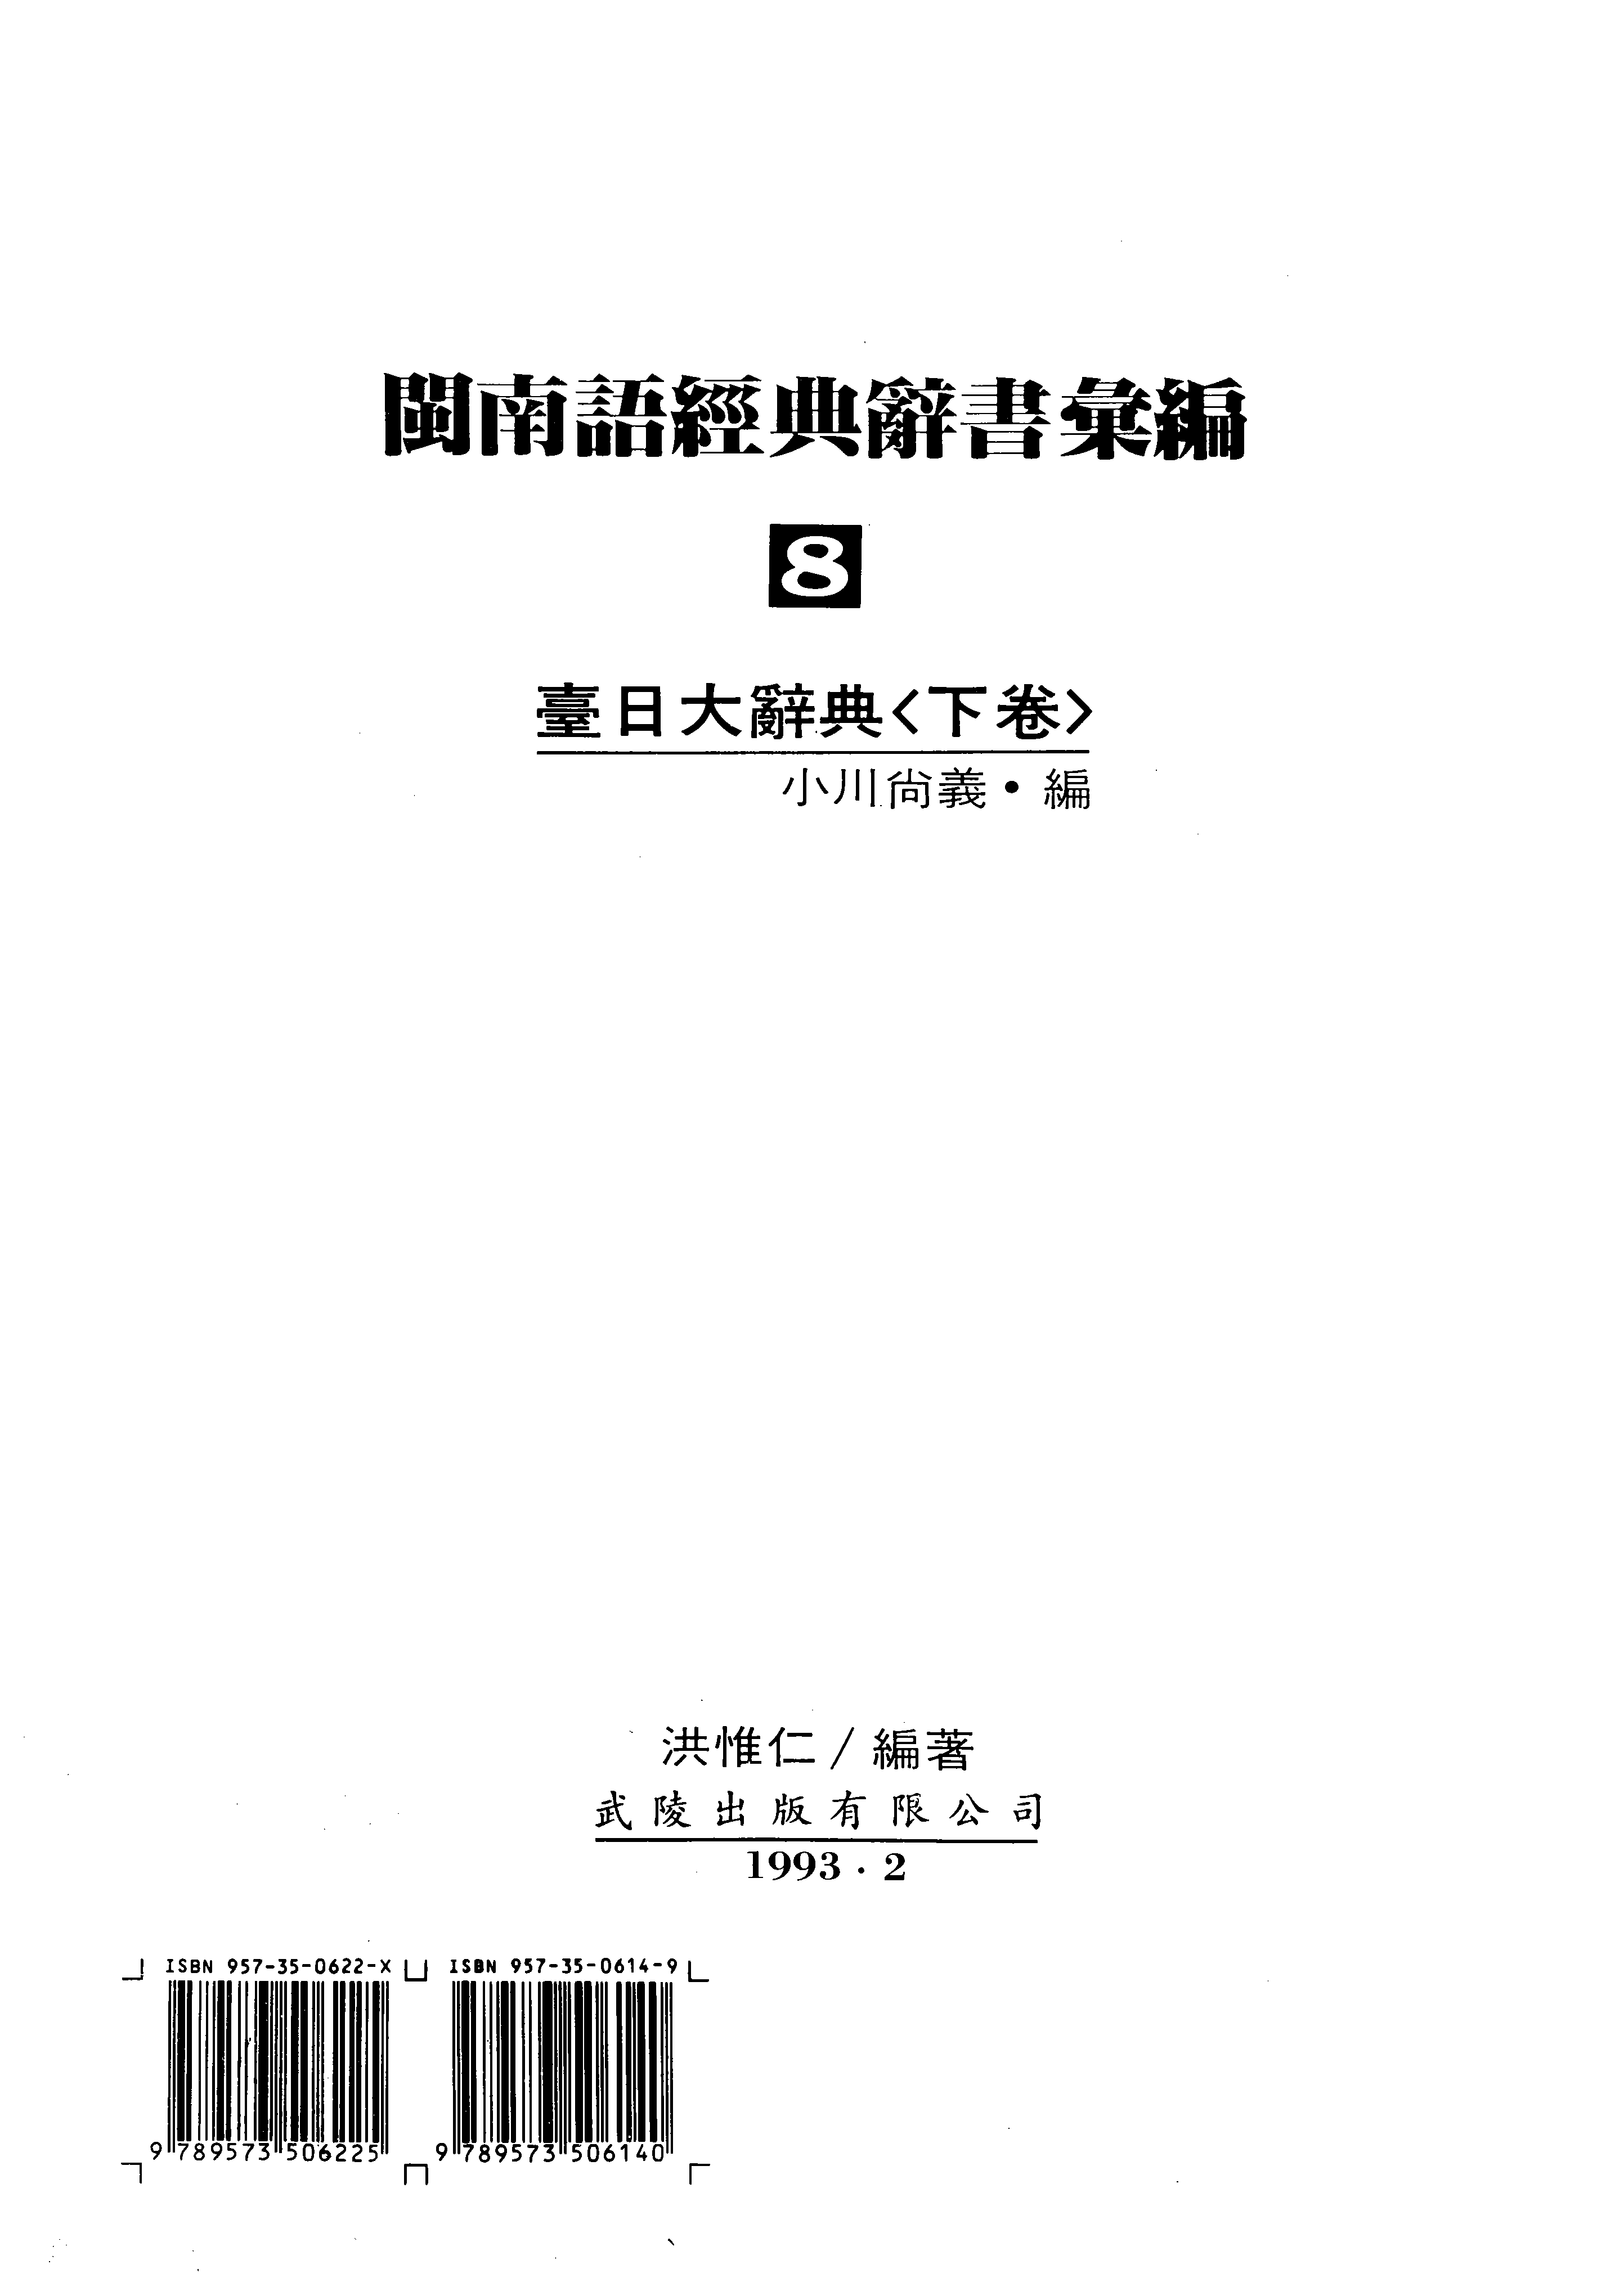 閩南語經典辭書彙編
8
臺日大辭典〈下卷〉
小川尙義・編
洪惟仁/編著
武陵出版有限公司
1993・2
ISBN 957-35-0622-X
9 789573 506225
ISBN 957-35-0614-9
9 789573 506140